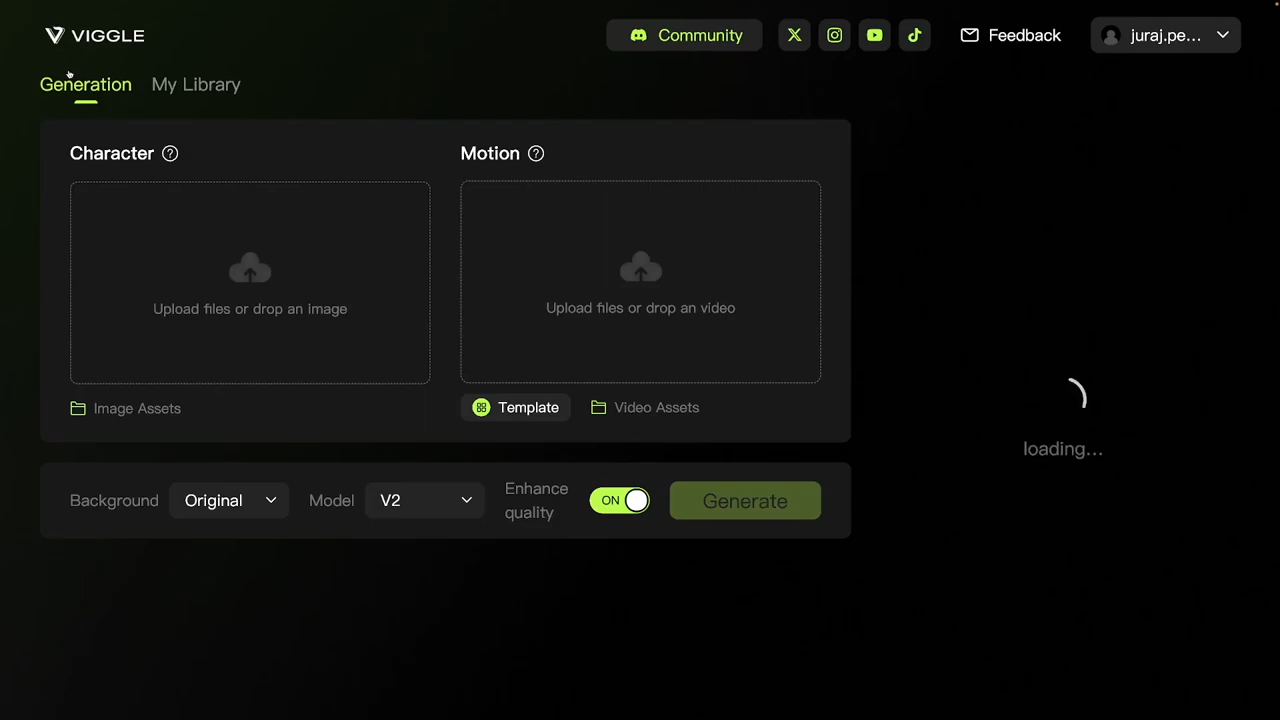 VIGGLE
Community
Feedback
juraj.pe...
Generation
My Library
Character ?
Motion ?
Upload files or drop an image
Upload files or drop an video
Image Assets
Template
Video Assets
Background
Original
Model
V2
Enhance
quality
ON
Generate
loading...